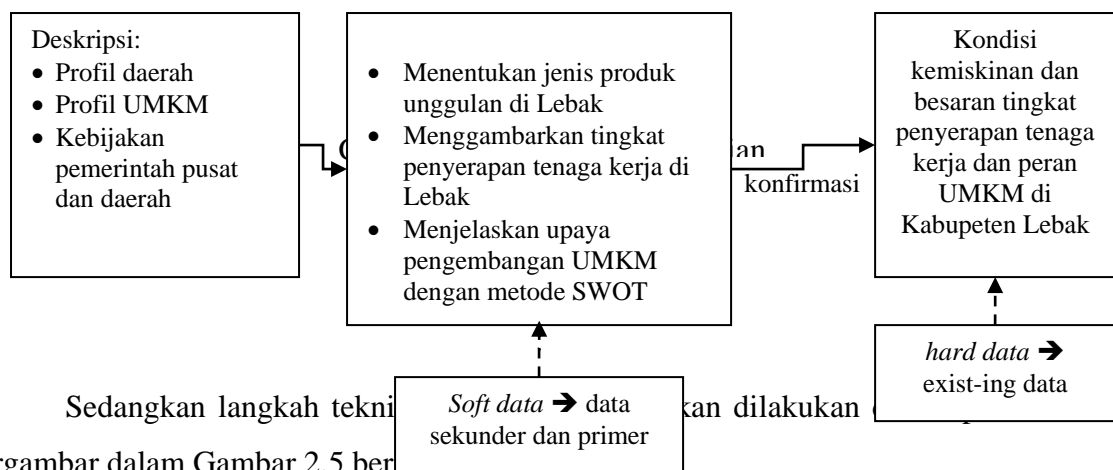 Deskripsi:
• Profil daerah
• Profil UMKM
• Kebijakan
pemerintah pusat
dan daerah
• Menentukan jenis produk
unggulan di Lebak
• Menggambarkan tingkat
penyerapan tenaga kerja di
Lebak
• Menjelaskan upaya
pengembangan UMKM
dengan metode SWOT
konfirmasi
Kondisi
kemiskinan dan
besaran tingkat
penyerapan tenaga
kerja dan peran
UMKM di
Kabupeten Lebak
hard data ➔
exist-ing data
Soft data ➔ data
sekunder dan primer
Sedangkan langkah tekni kan dilakukan
rgambar dalam Gambar 2.5 ber